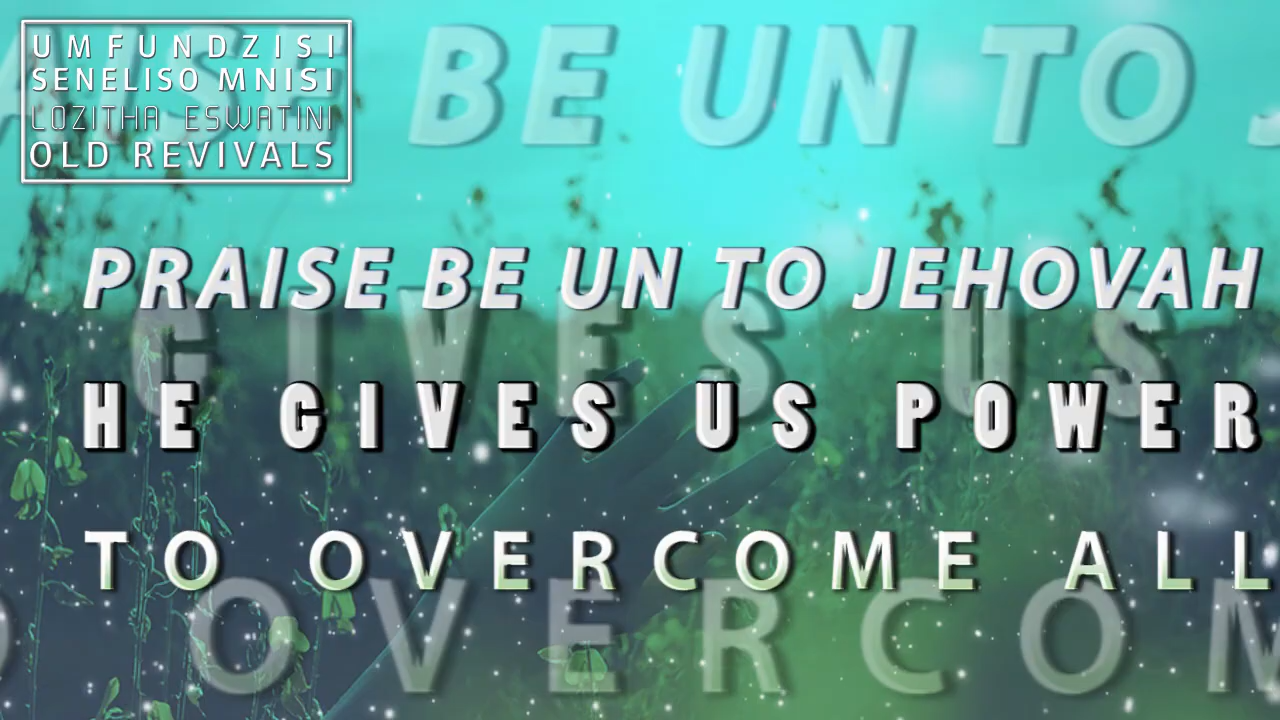 UMFUNDZISI
SENELISO MNISI
LOZITHA ESWATINI
OLD REVIVALS
BE UN TO
PRAISE BE UN TO JEHOVAH
GIVES US
HE GIVES US POWER
TO OVERCOME ALL
OVERCOM